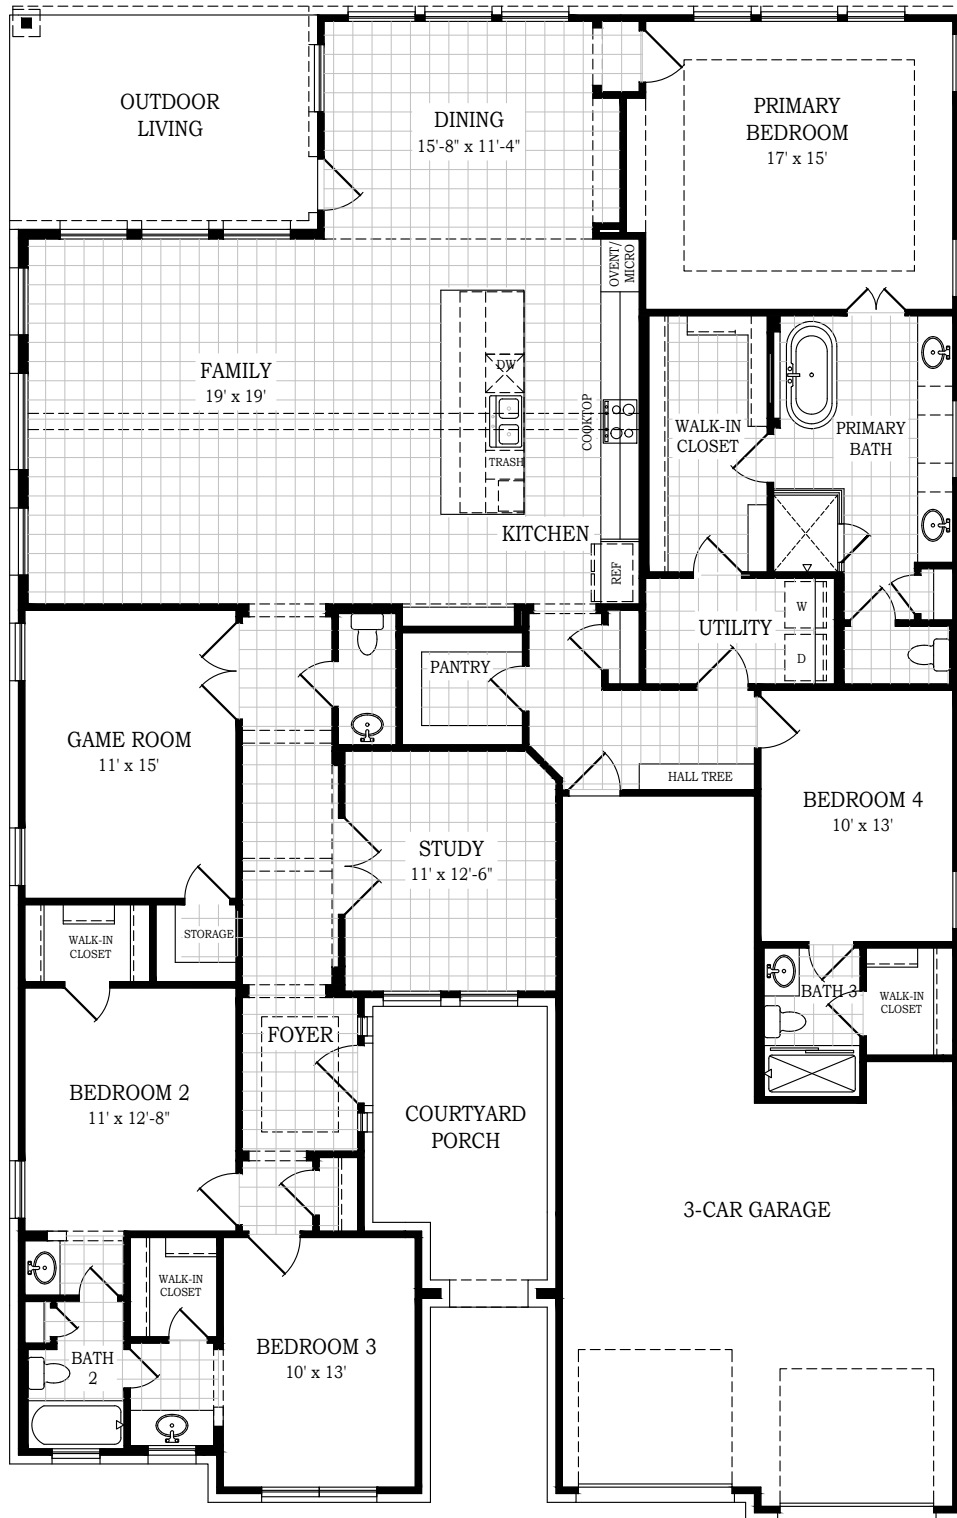 OUTDOOR
LIVING
DINING
15'-8" x 11'-4"
PRIMARY
BEDROOM
17' x 15'
OVENT/
MICRO
FAMILY
19' x 19'
DW
COOKTOP
TRASH
KITCHEN
REF
WALK-IN
CLOSET
PRIMARY
BATH
UTILITY
W
D
PANTRY
GAME ROOM
11' x 15'
HALL TREE
STUDY
11' x 12'-6"
BEDROOM 4
10' x 13'
STORAGE
WALK-IN
CLOSET
BATH 3
WALK-IN
CLOSET
FOYER
BEDROOM 2
11' x 12'-8"
COURTYARD
PORCH
3-CAR GARAGE
WALK-IN
CLOSET
BEDROOM 3
10' x 13'
BATH
2